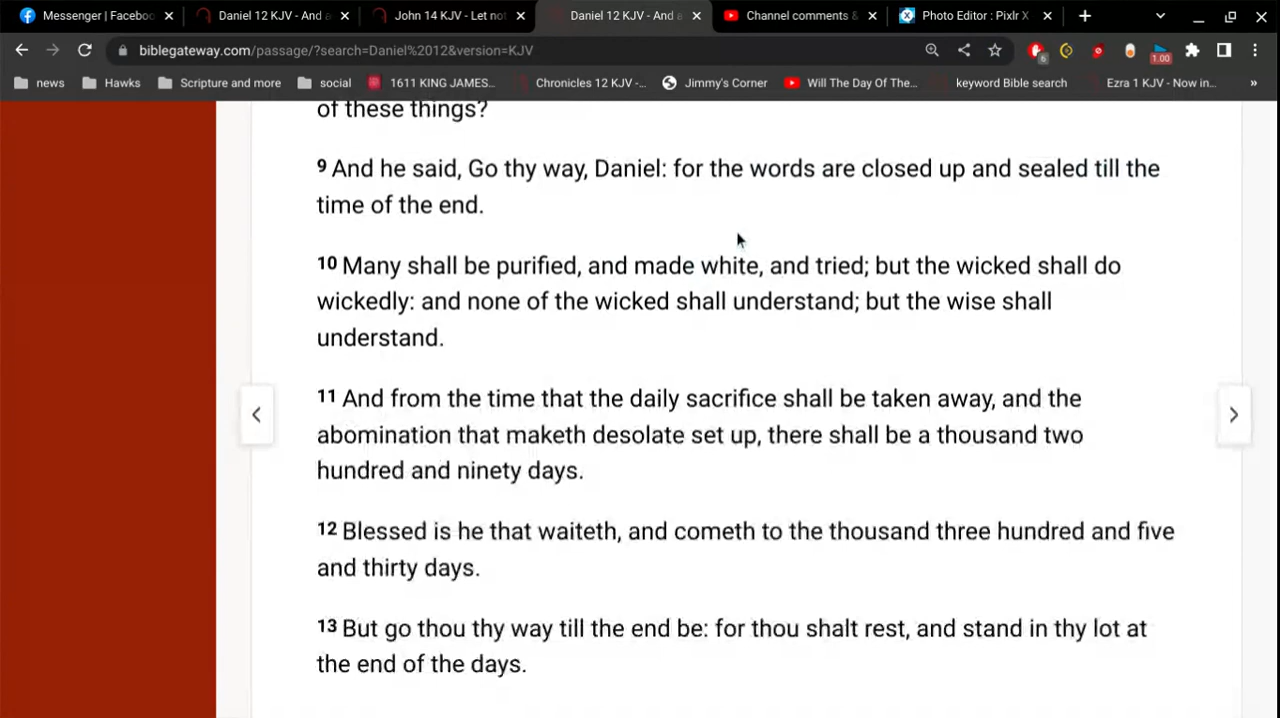 Messenger | Faceboo
Daniel 12 KJV - And a
John 14 KJV - Let not
Daniel 12 KJV - And a
Channel comments &
Photo Editor : Pixlr X
biblegateway.com/passage/?search=Daniel%2012&version=KJV
6
1.00
news
Hawks
Scripture and more
social
1611 KING JAMES...
Chronicles 12 KJV -...
Jimmy's Corner
Will The Day Of The...
keyword Bible search
Ezra 1 KJV - Now in...
of these things?
9 And he said, Go thy way, Daniel: for the words are closed up and sealed till the
time of the end.
10 Many shall be purified, and made white, and tried; but the wicked shall do
wickedly: and none of the wicked shall understand; but the wise shall
understand.
11 And from the time that the daily sacrifice shall be taken away, and the
abomination that maketh desolate set up, there shall be a thousand two
hundred and ninety days.
12 Blessed is he that waiteth, and cometh to the thousand three hundred and five
and thirty days.
13 But go thou thy way till the end be: for thou shalt rest, and stand in thy lot at
the end of the days.